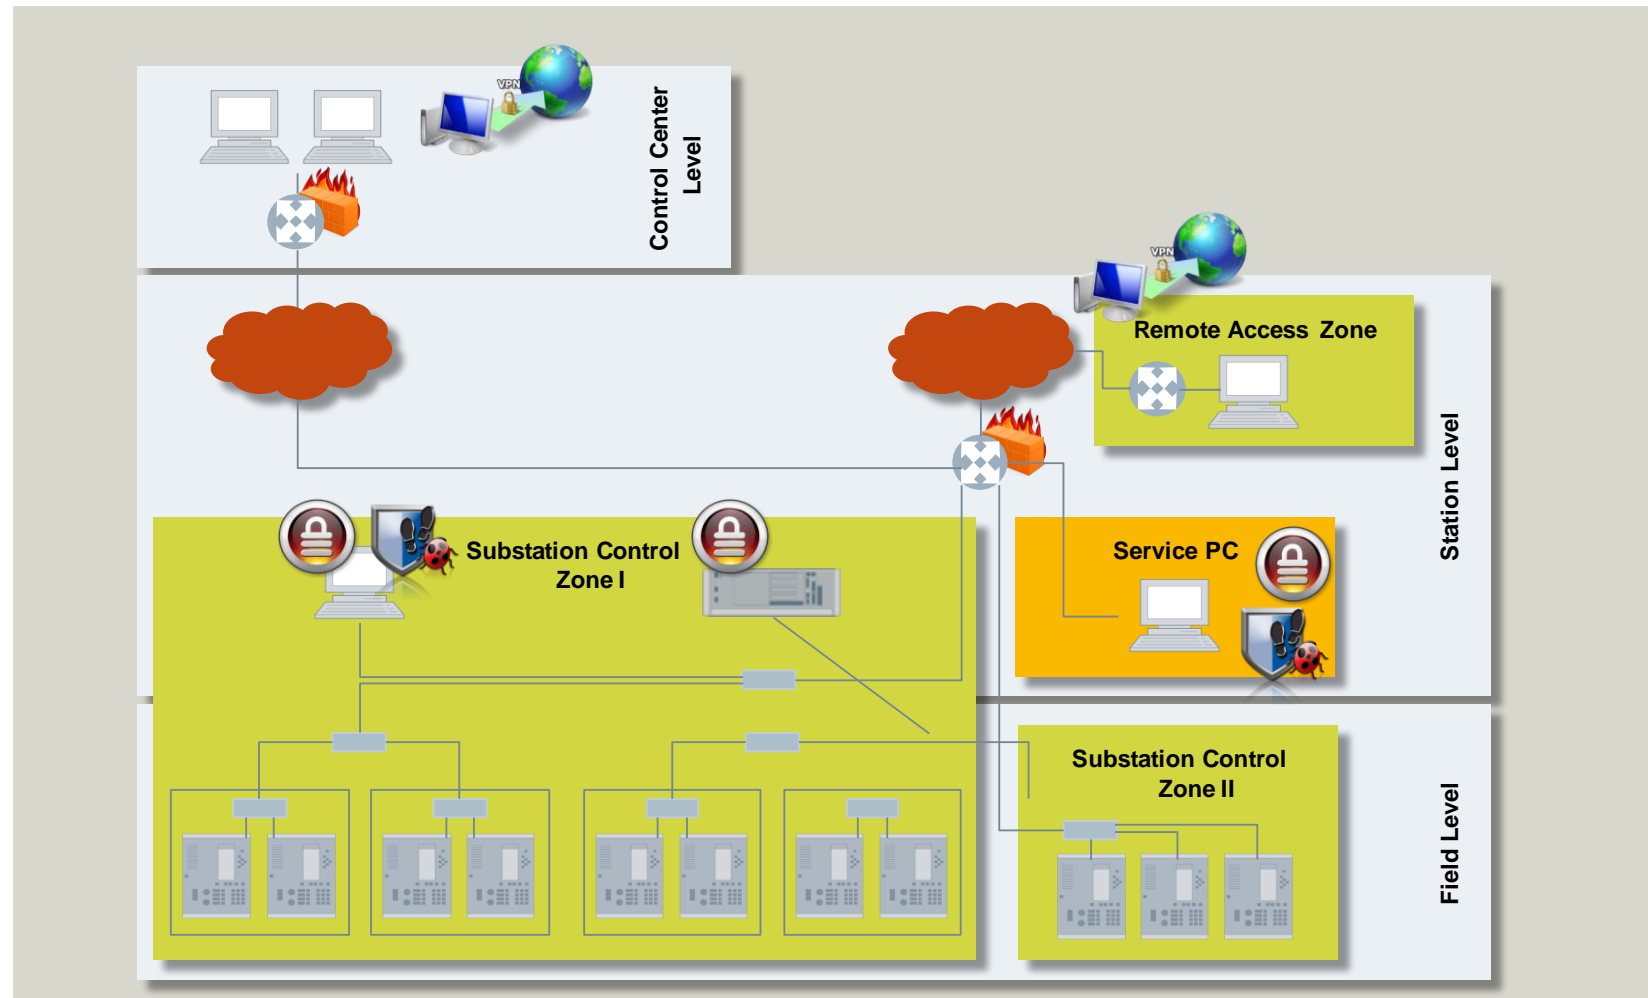 VPN
Control Center
Level
VPN
Remote Access Zone
Station Level
Substation Control
Zone I
Service PC
Substation Control
Zone II
Field Level